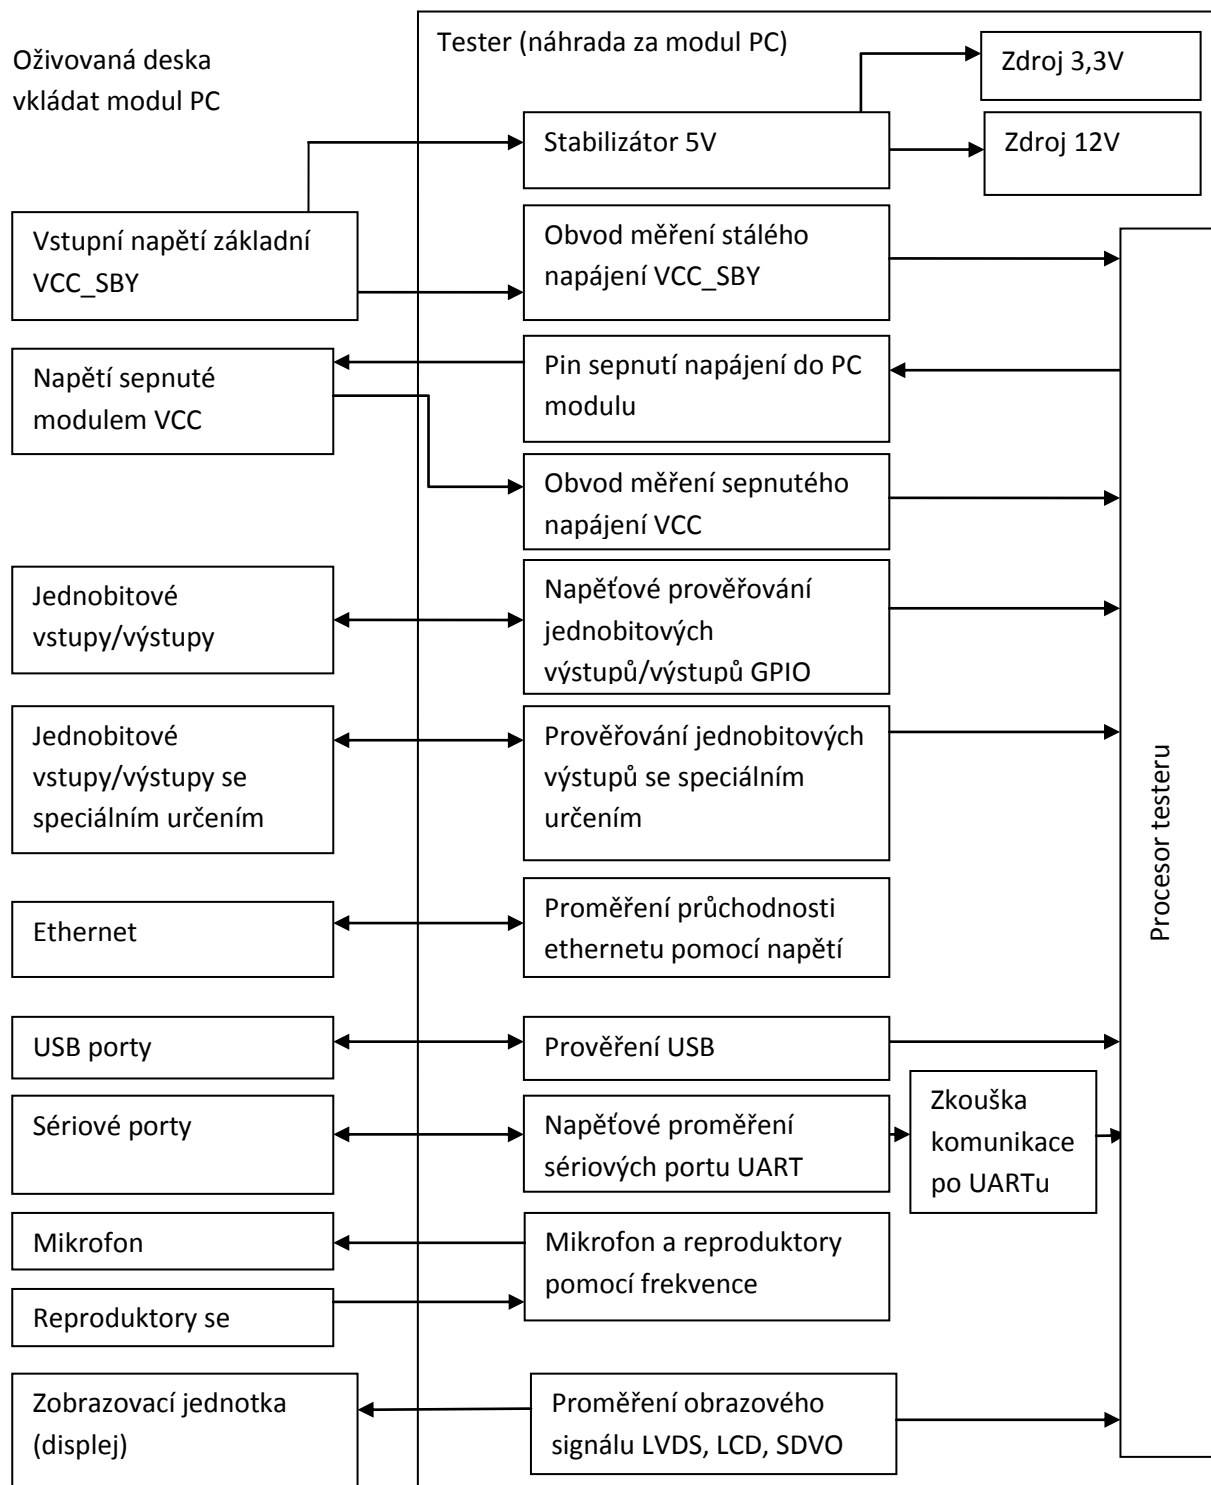 Oživovaná deska
vkládat modul PC
Tester (náhrada za modul PC)
Zdroj 3,3V
Stabilizátor 5V
Zdroj 12V
Vstupní napětí základní
VCC_SBY
Obvod měření stálého
napájení VCC_SBY
Napětí sepnuté
modulem VCC
Pin sepnutí napájení do PC
modulu
Obvod měření sepnutého
napájení VCC
Jednobitové
vstupy/výstupy
Napěťové prověřování
jednobitových
výstupů/výstupů GPIO
Jednobitové
vstupy/výstupy se
speciálním určením
Prověřování jednobitových
výstupů se speciálním
určením
Procesor testeru
Ethernet
Proměření průchodnosti
ethernetu pomocí napětí
USB porty
Prověření USB
Sériové porty
Napěťové proměření
sériových portu UART
Zkouška
komunikace
po UARTu
Mikrofon
Mikrofon a reproduktory
pomocí frekvence
Reproduktory se
Zobrazovací jednotka
(displej)
Proměření obrazového
signálu LVDS, LCD, SDVO